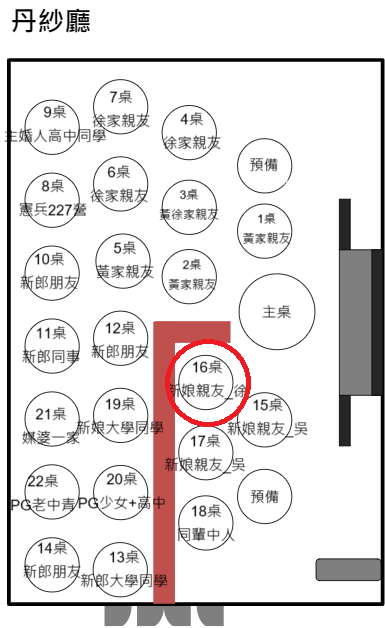 丹紗廳
7桌
徐家親友
9桌
主婚人高中同學
4桌
徐家親友
預備
6桌
徐家親友
8桌
憲兵227營
3桌
黃徐家親友
1桌
黃家親友
5桌
黃家親友
10桌
新郎朋友
2桌
黃家親友
主桌
12桌
新郎朋友
11桌
新郎同事
16桌
新娘親友_徐
15桌
新娘親友_吳
19桌
新娘大學同學
21桌
媒婆一家
17桌
新娘親友_吳
22桌
PG老中青
20桌
PG少女+高中
預備
18桌
同輩中人
14桌
新郎朋友
13桌
新郎大學同學